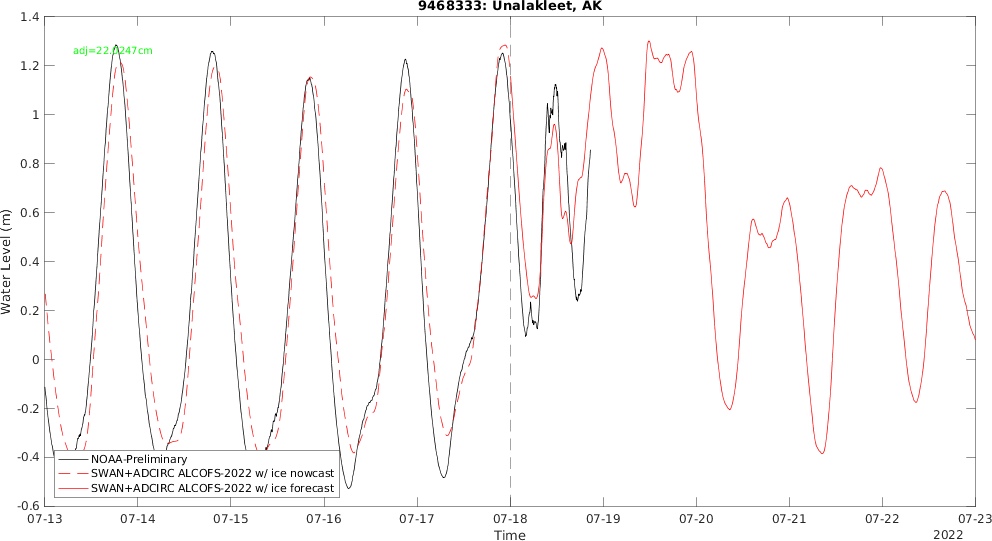 9468333: Unalakleet, AK
1.4
1.2
1
0.8
0.6
0.4
0.2
0
-0.2
-0.4
-0.6
Water Level (m)
NOAA-Preliminary
SWAN+ADCIRC ALCOFS-2022 w/ ice nowcast
SWAN+ADCIRC ALCOFS-2022 w/ ice forecast
07-13 07-14 07-15 07-16 07-17 07-18 07-19 07-20 07-21 07-22 07-23
Time
2022